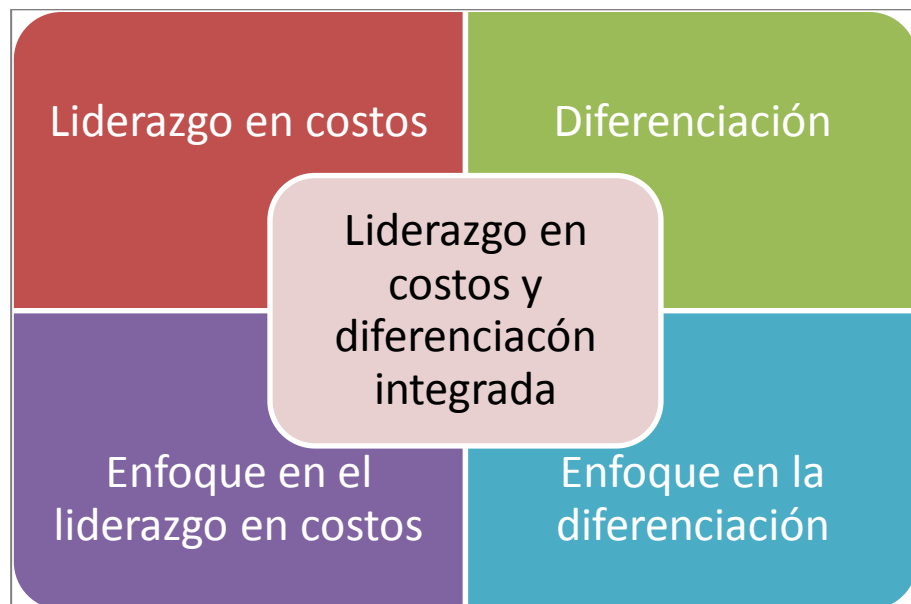 Liderazgo en costos
Diferenciación
Liderazgo en
costos y
diferenciacón
integrada
Enfoque en el
liderazgo en costos
Enfoque en la
diferenciación